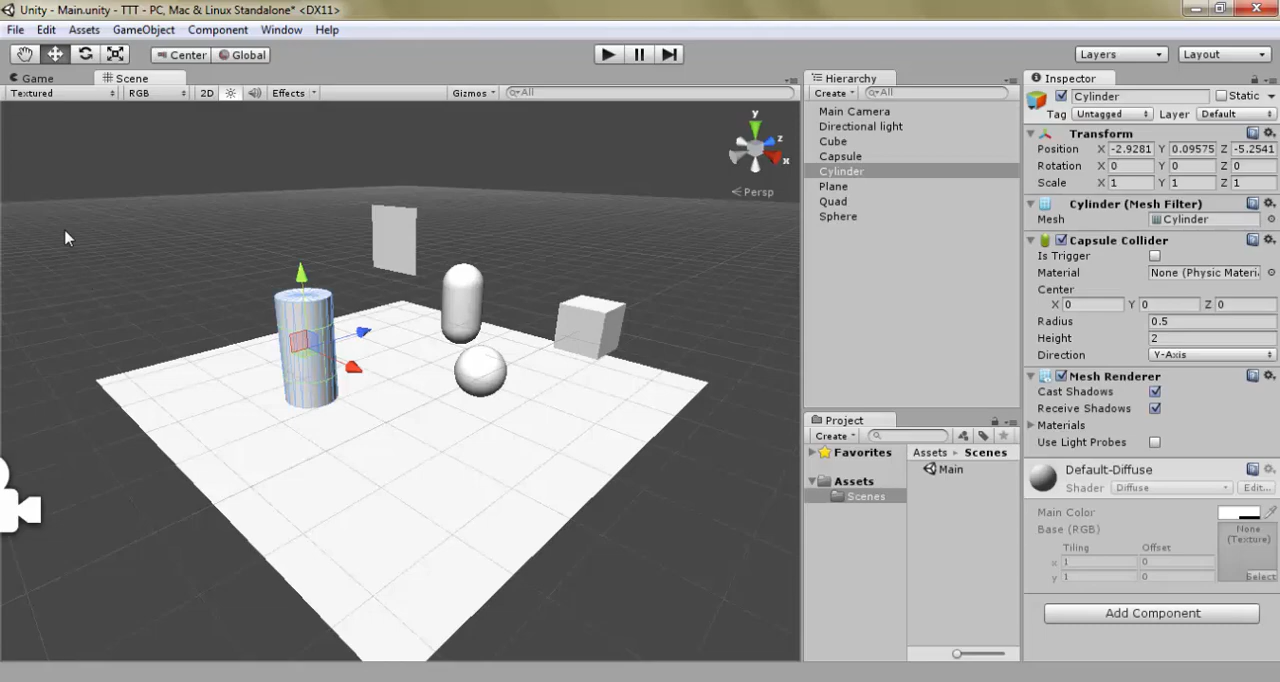 Unity - Main.unity - TTT - PC, Mac & Linux Standalone* <DX11>
File Edit Assets GameObject Component Window Help
Center Global Layers Layout
Game Scene
Textured RGB 2D Effects Gizmos All
y
z
x
Persp
Hierarchy
Create All
Main Camera
Directional light
Cube
Capsule
Cylinder
Plane
Quad
Sphere
Project
Create
Favorites
Assets
Scenes
Assets Scenes
Main
Inspector
Cylinder Static
Tag Untagged Layer Default
Transform
Position X -2.9281 Y 0.09575 Z -5.2541
Rotation X 0 Y 0 Z 0
Scale X 1 Y 1 Z 1
Cylinder (Mesh Filter)
Mesh Cylinder
Capsule Collider
Is Trigger
Material None (Physic Materi
Center
X 0 Y 0 Z 0
Radius 0.5
Height 2
Direction Y-Axis
Mesh Renderer
Cast Shadows
Receive Shadows
Materials
Use Light Probes
Default-Diffuse
Shader Diffuse Edit...
Main Color
Base (RGB)
None
(Texture)
Tiling Offset
x 1 0
y 1 0
Select
Add Component